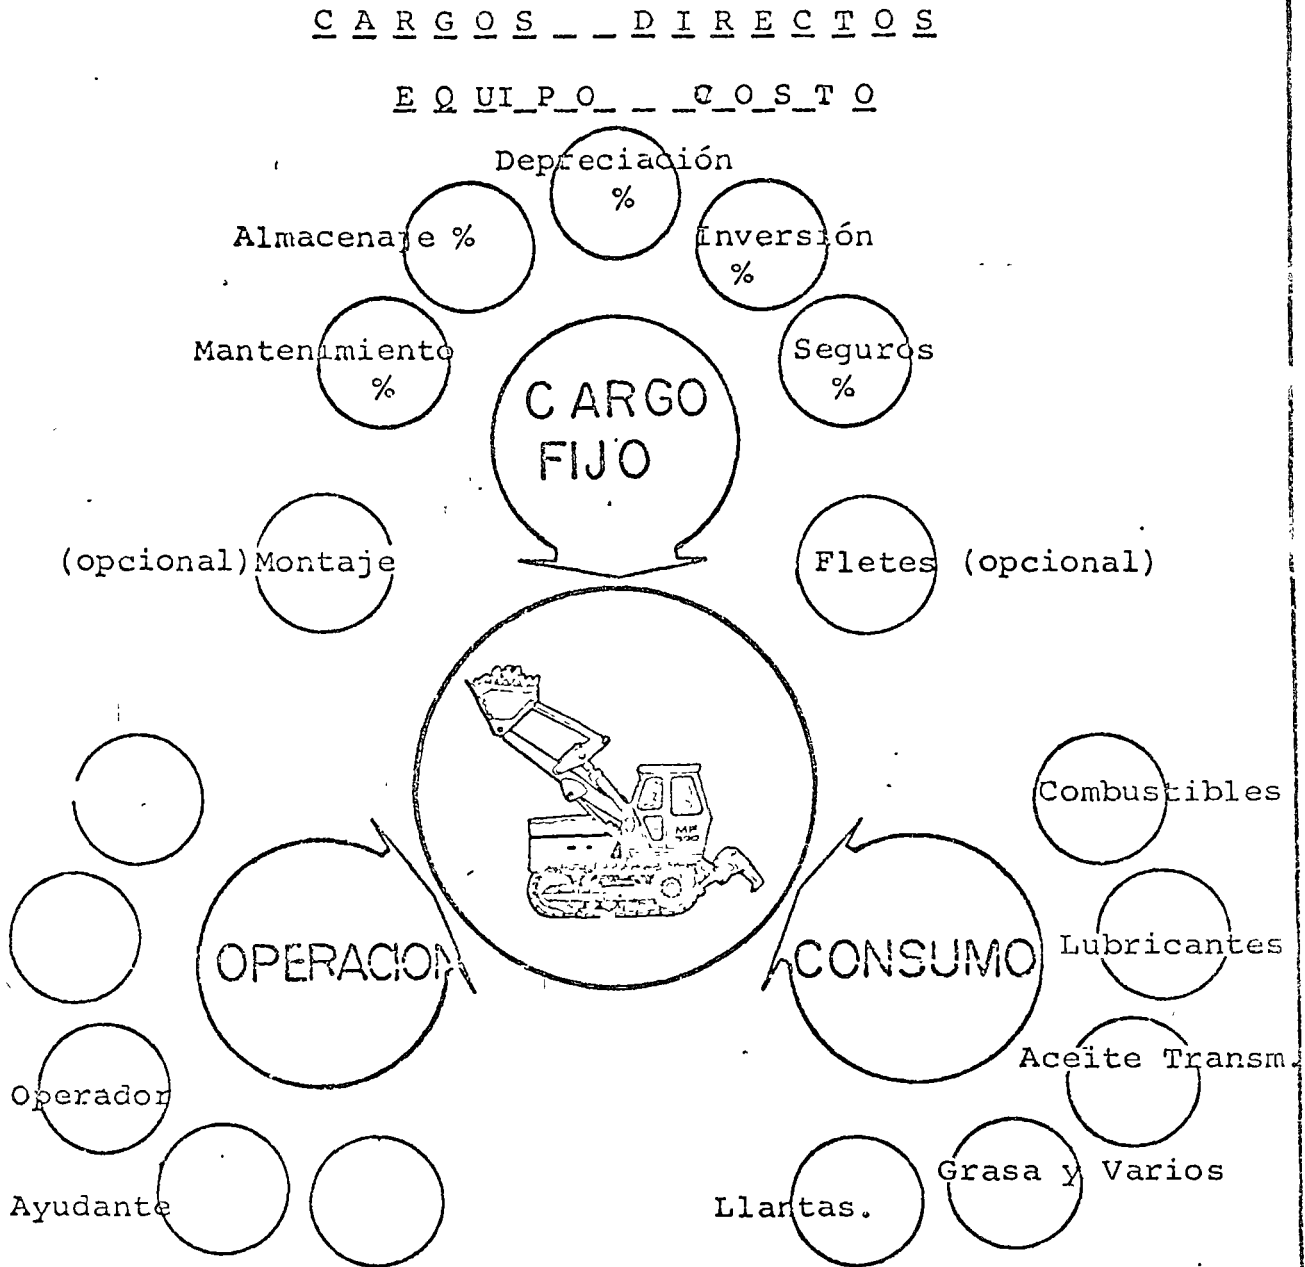 CARGOS DIRECTOS
EQUIPO COSTO
Depreciación
%
Almacenaje %
Inversión
%
Mantenimiento
%
Seguros
%
CARGO
FIJO
(opcional) Montaje
Fletes (opcional)
Combustibles
MF
OPERACION
CONSUMO
Lubricantes
Aceite Transm.
Operador
Grasa y Varios
Ayudante
Llantas.